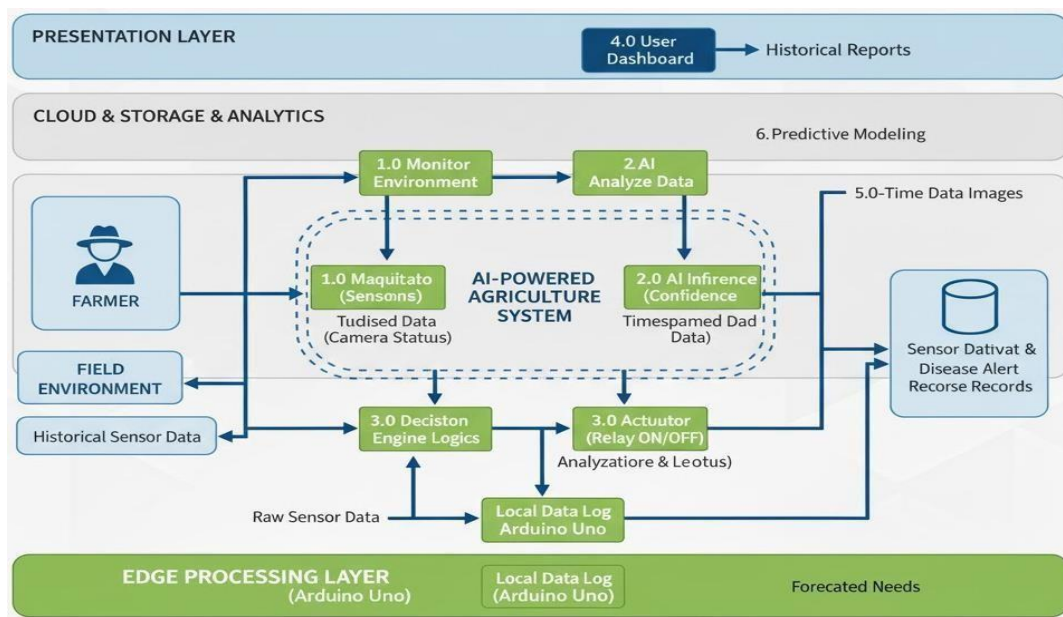 PRESENTATION LAYER
4.0 User
Dashboard
Historical Reports
CLOUD & STORAGE & ANALYTICS
6. Predictive Modeling
1.0 Monitor
Environment
2. AI
Analyze Data
5.0-Time Data Images
FARMER
1.0 Maquitato
(Sensons)
Tudised Data
(Camera Status)
AI-POWERED
AGRICULTURE
SYSTEM
2.0 AI Infirence
(Confidence
Timespamed Dad
Data)
Sensor Dativat &
Disease Alert
Recorse Records
FIELD
ENVIRONMENT
Historical Sensor Data
3.0 Deciston
Engine Logics
3.0 Actuutor
(Relay ON/OFF)
Analyzatiore & Leotus)
Raw Sensor Data
Local Data Log
Arduino Uno
EDGE PROCESSING LAYER
(Arduino Uno)
Local Data Log
(Arduino Uno)
Forecated Needs